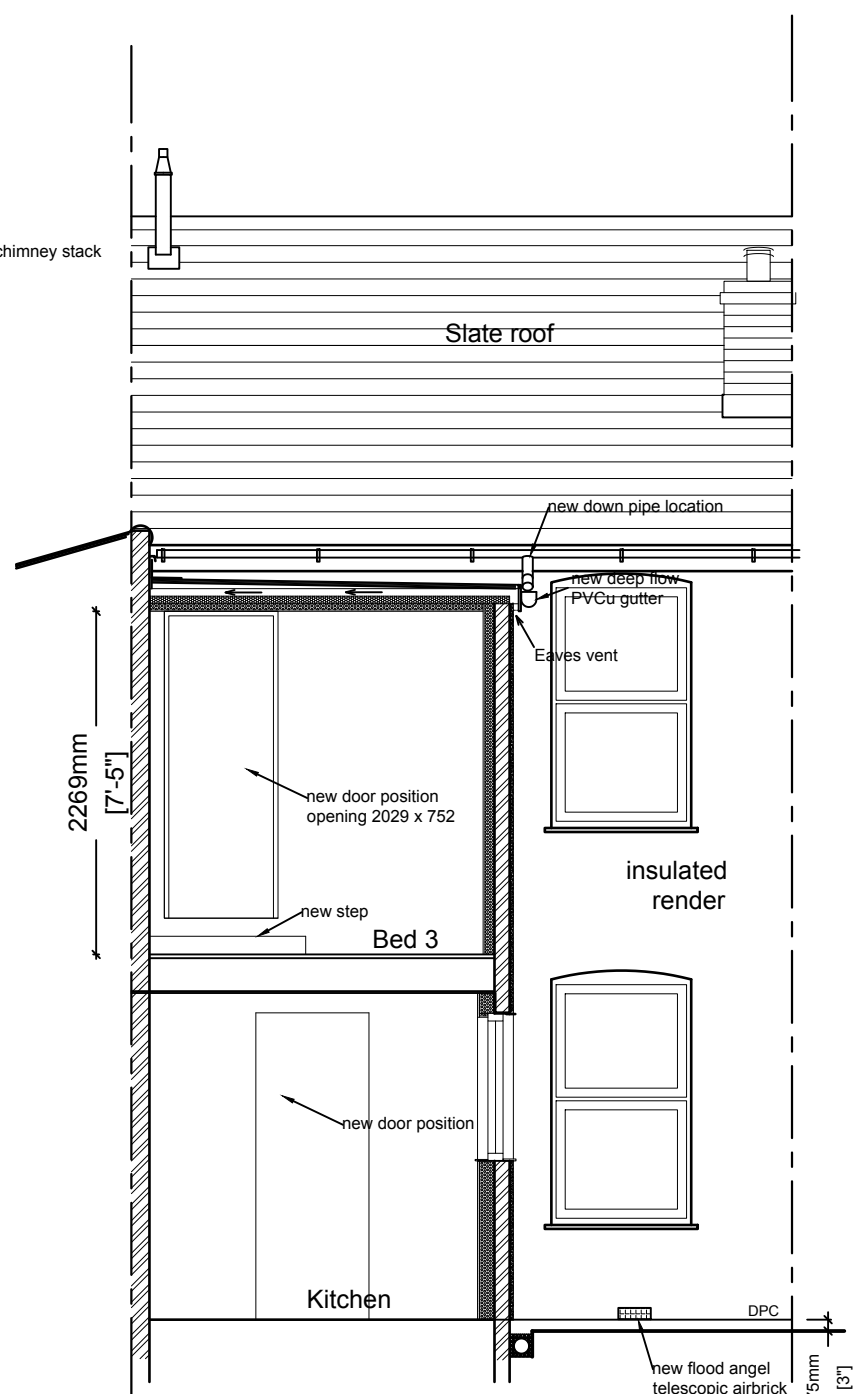 chimney stack
Slate roof
new down pipe location
new deep flow
PVCu gutter
Eaves vent
2269mm
[7'-5"]
new door position
opening 2029 x 752
insulated
render
new step
Bed 3
new door position
Kitchen
DPC
new flood angel
telescopic airbrick
5mm
[3"]